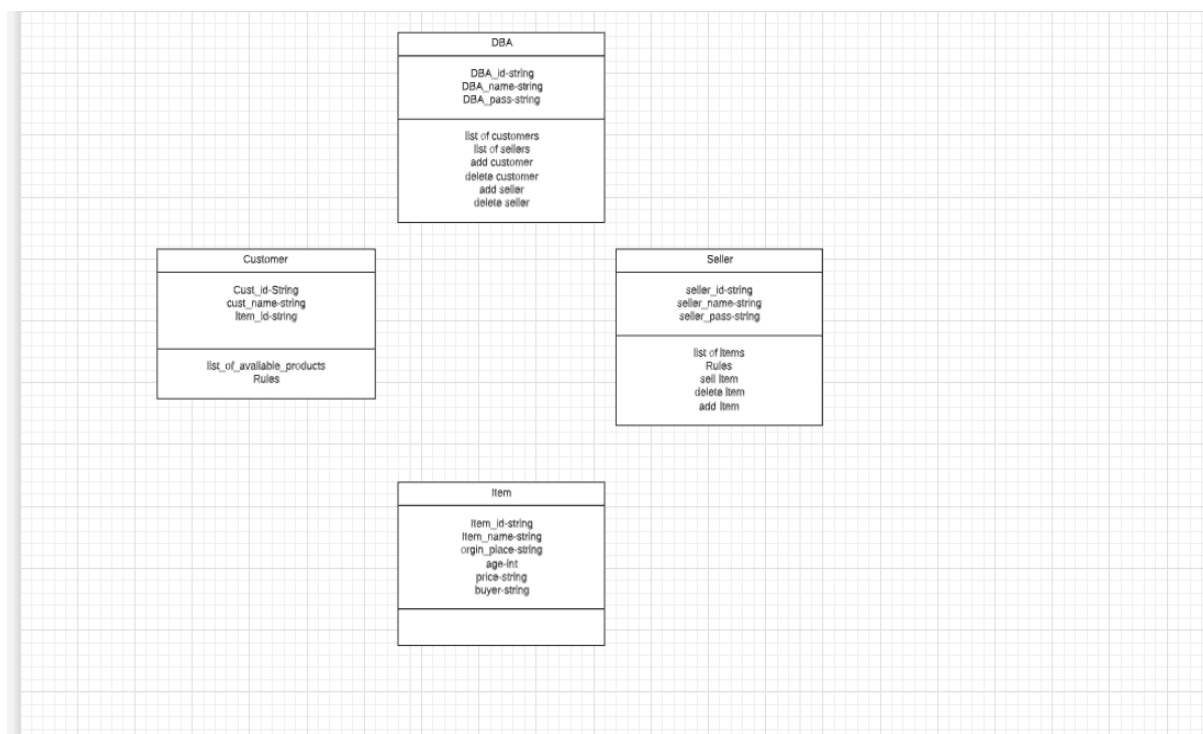 DBA
DBA_id-string
DBA_name-string
DBA_pass-string
list of customers
list of sellers
add customer
delete customer
add seller
delete seller
Customer
Cust_id-String
cust_name-string
Item_id-string
list_of_available_products
Rules
Seller
seller_id-string
seller_name-string
seller_pass-string
list of Items
Rules
sell Item
delete Item
add Item
Item
Item_id-string
Item_name-string
orgin_place-string
age-int
price-string
buyer-string